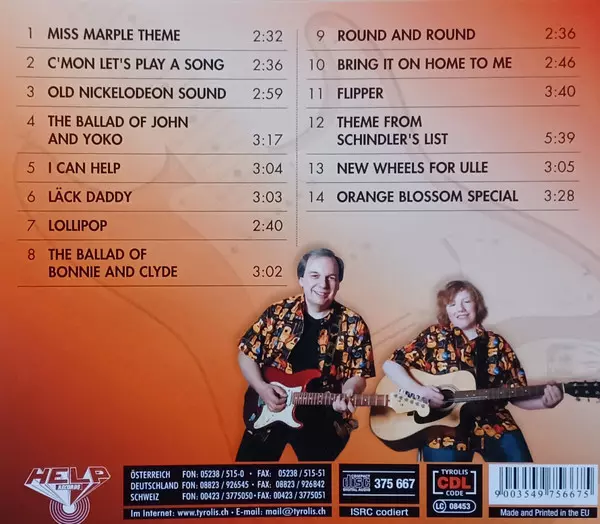 1 MISS MARPLE THEME 2:32
2 C'MON LET'S PLAY A SONG 2:36
3 OLD NICKELODEON SOUND 2:59
4 THE BALLAD OF JOHN
AND YOKO 3:17
5 I CAN HELP 3:04
6 LÄCK DADDY 3:03
7 LOLLIPOP 2:40
8 THE BALLAD OF
BONNIE AND CLYDE 3:02
9 ROUND AND ROUND 2:36
10 BRING IT ON HOME TO ME 2:46
11 FLIPPER 3:40
12 THEME FROM
SCHINDLER'S LIST 5:39
13 NEW WHEELS FOR ULLE 3:05
14 ORANGE BLOSSOM SPECIAL 3:28
HELP
RECORDS
ÖSTERREICH FON: 05238 / 515-0 • FAX: 05238 / 515-51
DEUTSCHLAND FON: 08823 / 926545 • FAX: 08823 / 926842
SCHWEIZ FON: 00423 / 3775050 • FAX: 00423 / 3775051
Im Internet: www.tyrolis.ch • E-mail: mail@tyrolis.ch
COMPACT
disc
DIGITAL AUDIO
375 667
ISRC codiert
TYROLIS
CDL
CODE
LC 08453
9 003549 756675
Made and Printed in EU